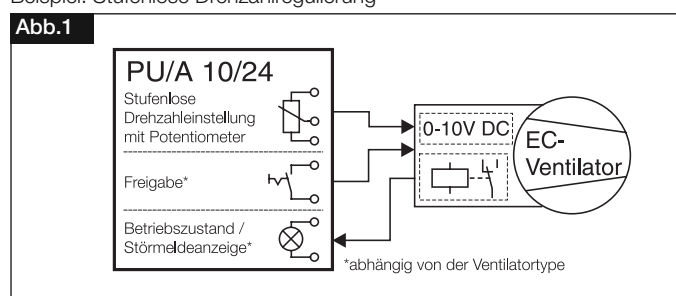 Beispiel: Stufenlose Drehzahlregulierung
Abb.1
PU/A 10/24
Stufenlose
Drehzahleinstellung
mit Potentiometer
Freigabe*
Betriebszustand /
Störmeldeanzeige*
0-10V DC
EC-
Ventilator
*abhängig von der Ventilatortype